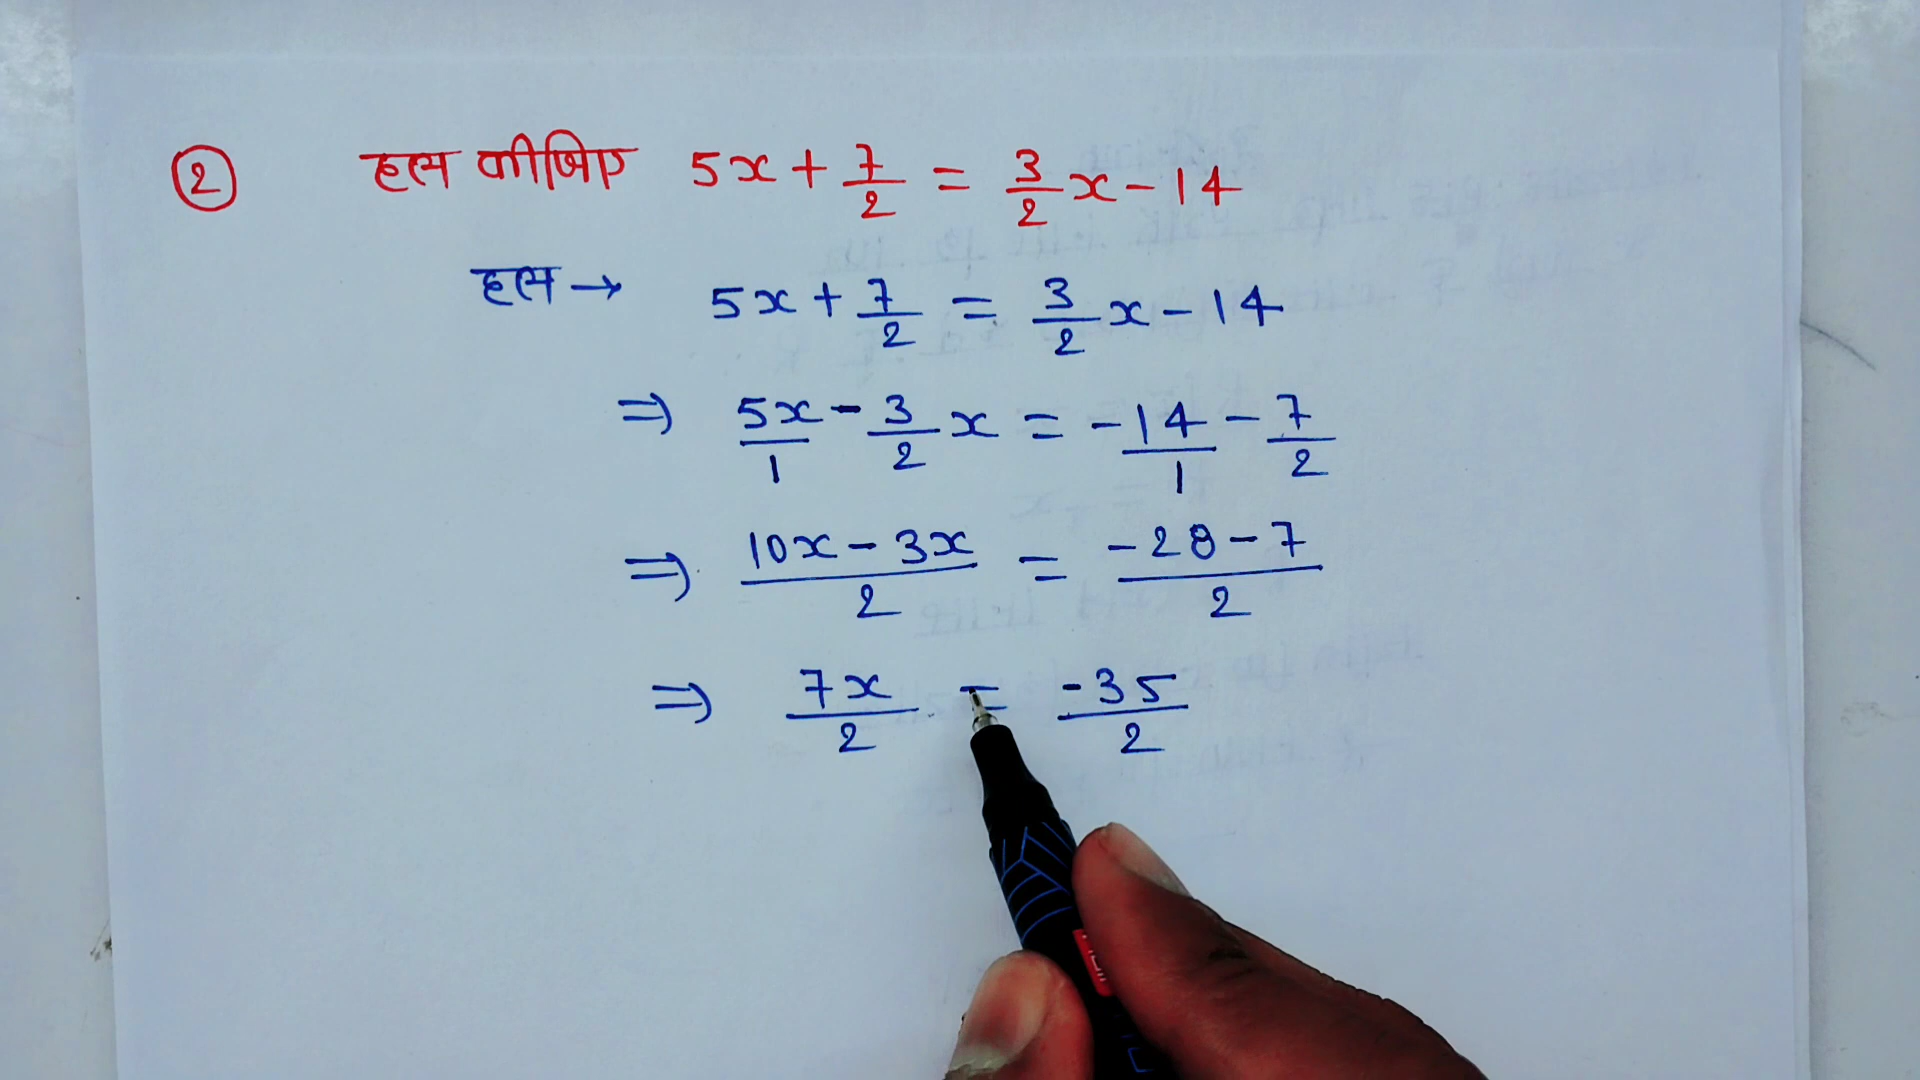 ② हल कीजिए 5x + 7/2 = 3/2 x - 14
हल → 5x + 7/2 = 3/2 x - 14
⇒ 5x/1 - 3/2 x = -14/1 - 7/2
⇒ (10x - 3x)/2 = (-28 - 7)/2
⇒ 7x/2 = -35/2